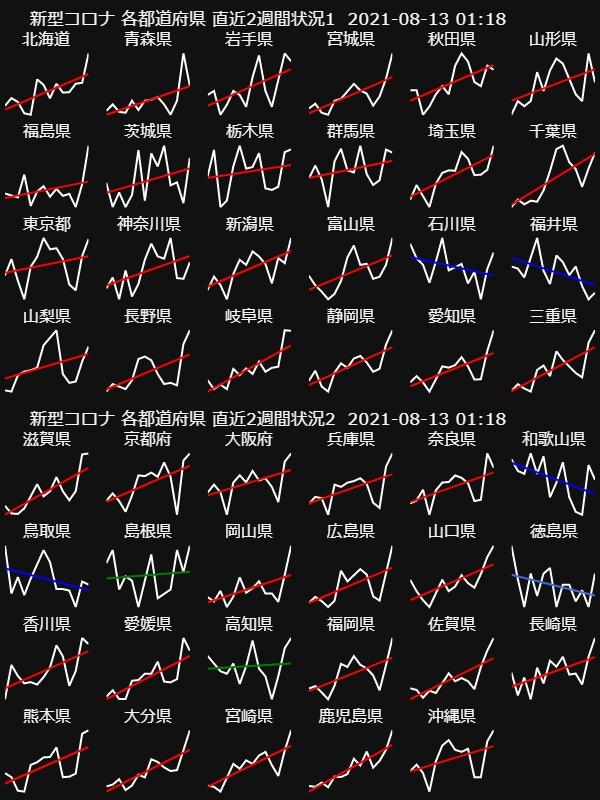 新型コロナ 各都道府県 直近2週間状況1 2021-08-13 01:18
北海道 青森県 岩手県 宮城県 秋田県 山形県
福島県 茨城県 栃木県 群馬県 埼玉県 千葉県
東京都 神奈川県 新潟県 富山県 石川県 福井県
山梨県 長野県 岐阜県 静岡県 愛知県 三重県
新型コロナ 各都道府県 直近2週間状況2 2021-08-13 01:18
滋賀県 京都府 大阪府 兵庫県 奈良県 和歌山県
鳥取県 島根県 岡山県 広島県 山口県 徳島県
香川県 愛媛県 高知県 福岡県 佐賀県 長崎県
熊本県 大分県 宮崎県 鹿児島県 沖縄県